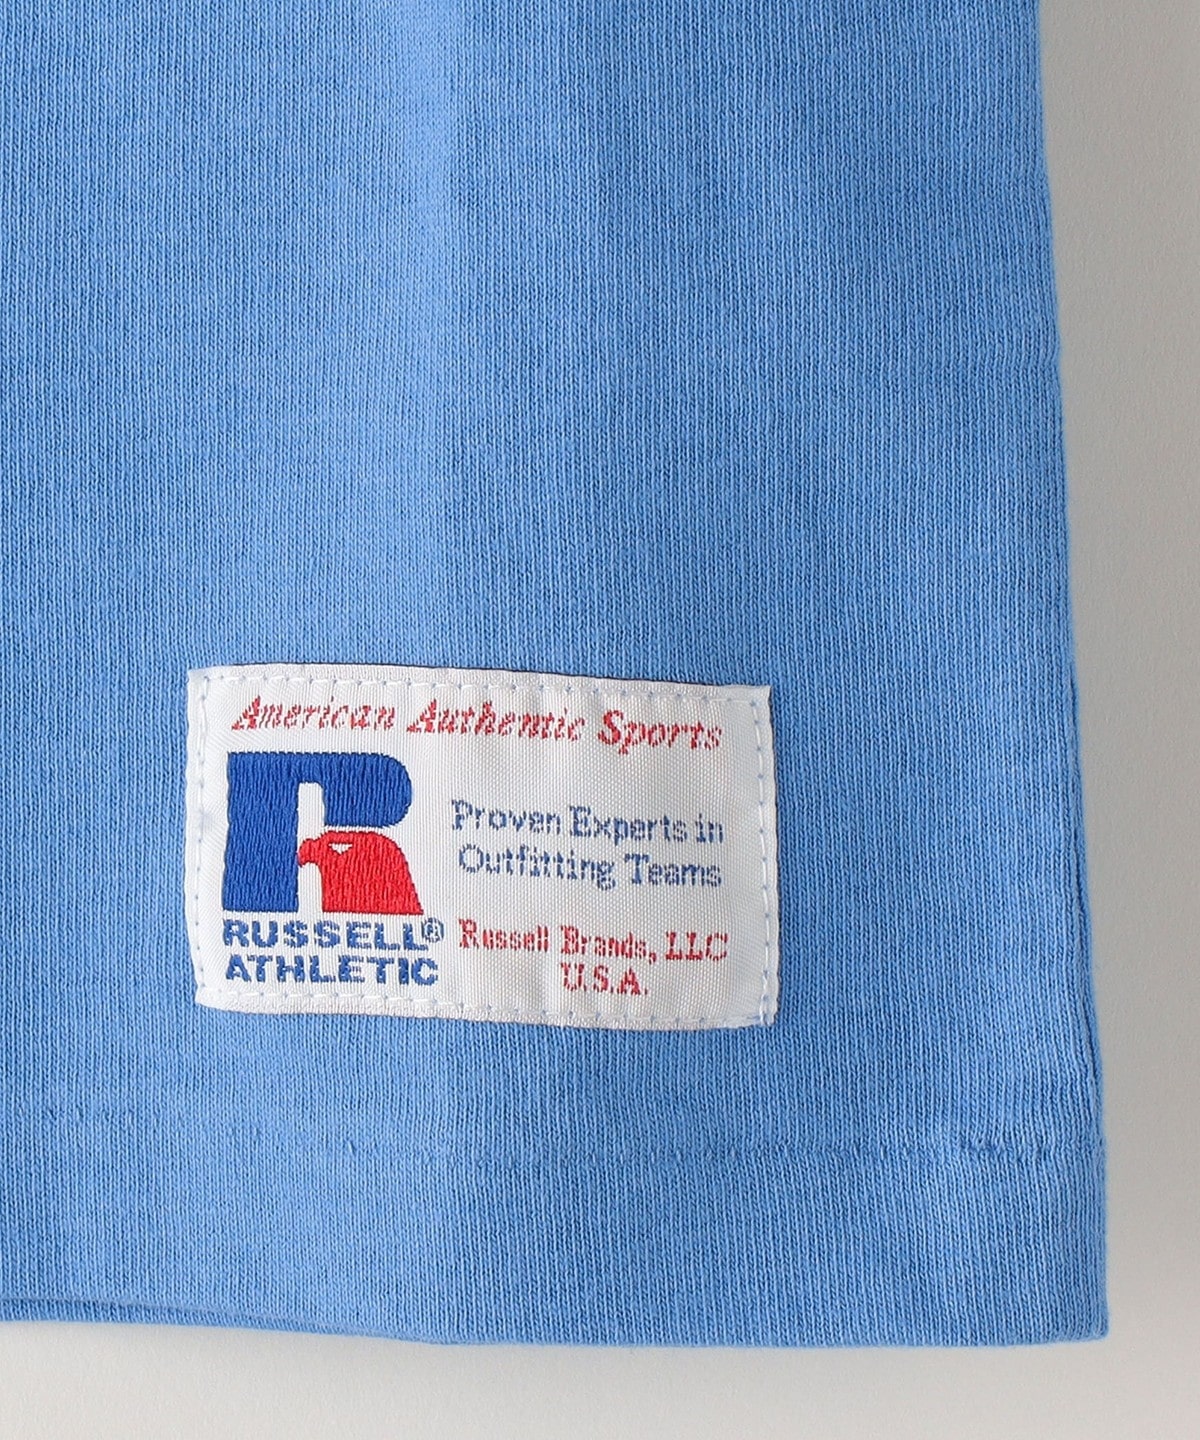 American Authentic Sports
Proven Experts in
Outfitting Teams
RUSSELL®
ATHLETIC
Russell Brands, LLC
U.S.A.